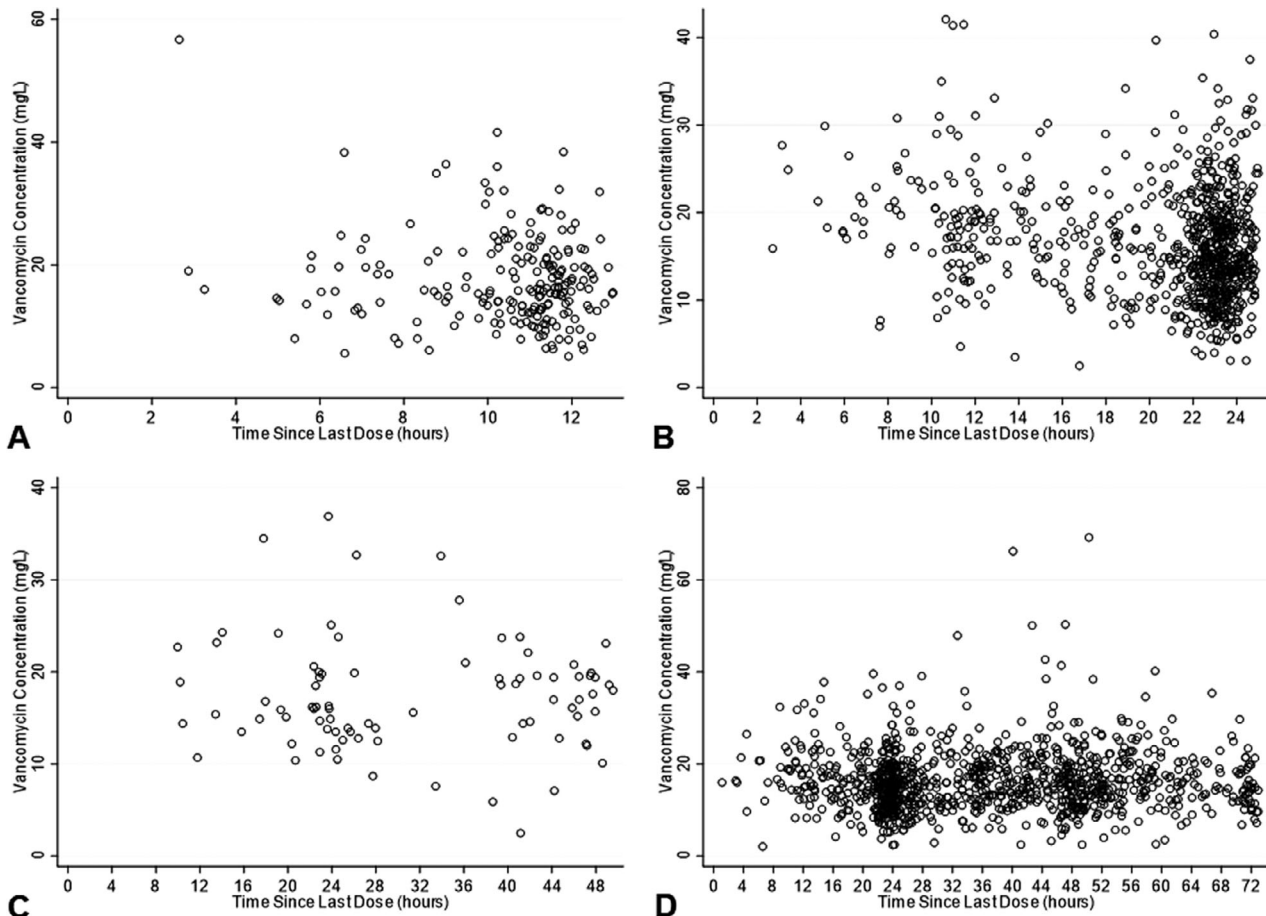 60
40
20
0
Vancomycin Concentration (mg/L)
0 2 4 6 8 10 12
Time Since Last Dose (hours)
A
40
30
20
10
0
Vancomycin Concentration (mg/L)
0 2 4 6 8 10 12 14 16 18 20 22 24
Time Since Last Dose (hours)
B
40
30
20
10
0
Vancomycin Concentration (mg/L)
0 4 8 12 16 20 24 28 32 36 40 44 48
Time Since Last Dose (hours)
C
80
60
40
20
0
Vancomycin Concentration (mg/L)
0 4 8 12 16 20 24 28 32 36 40 44 48 52 56 60 64 68 72
Time Since Last Dose (hours)
D